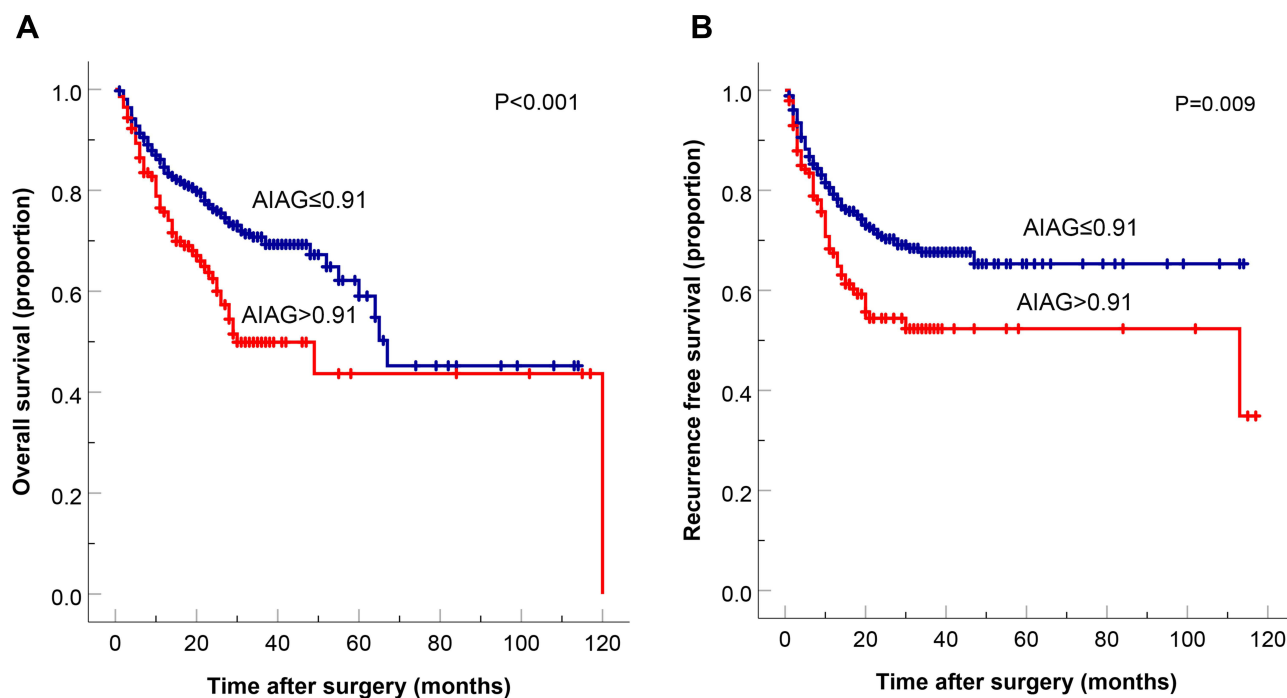 A
Overall survival (proportion)
1.0
0.8
0.6
0.4
0.2
0.0
P<0.001
AIAG≤0.91
AIAG>0.91
0 20 40 60 80 100 120
Time after surgery (months)
B
Recurrence free survival (proportion)
1.0
0.8
0.6
0.4
0.2
0.0
P=0.009
AIAG≤0.91
AIAG>0.91
0 20 40 60 80 100 120
Time after surgery (months)